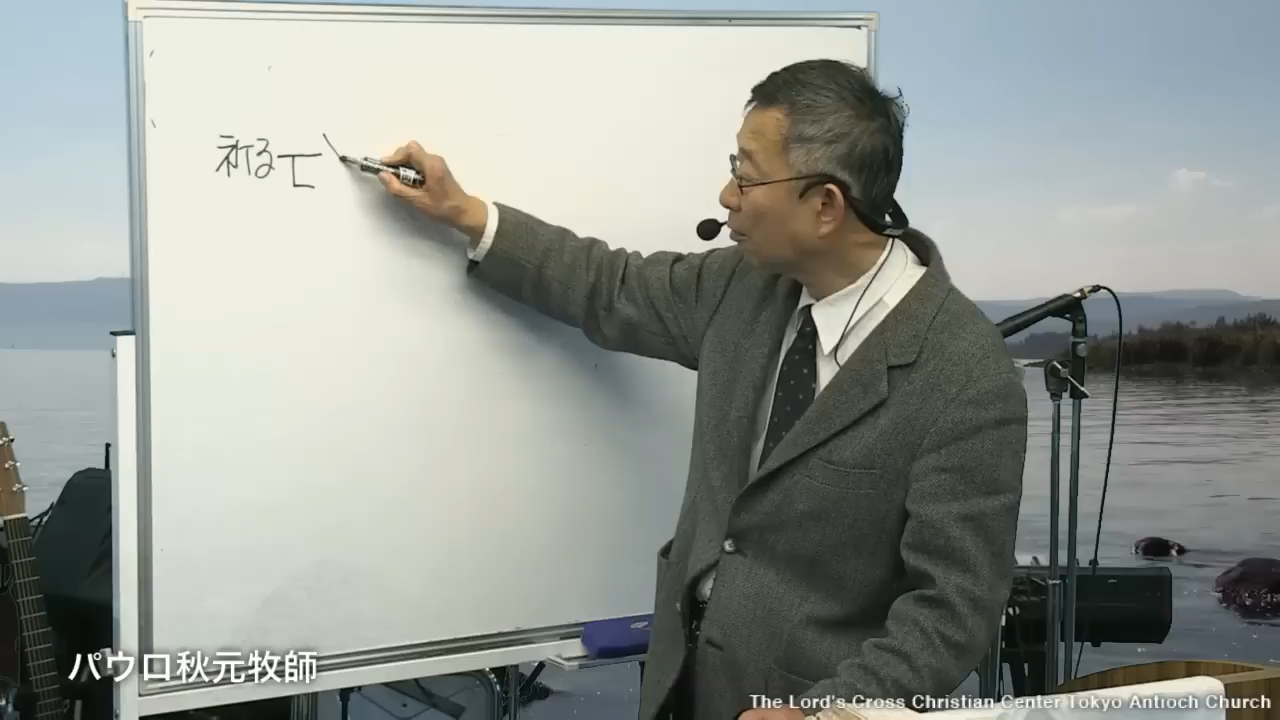 祈る
パウロ秋元牧師
The Lord's Cross Christian Center Tokyo Antioch Church